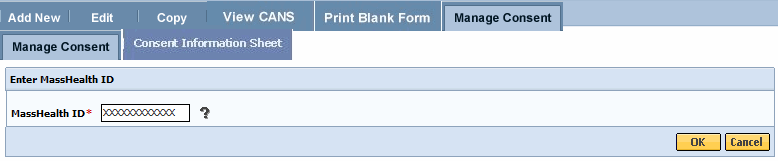 Add New Edit Copy View CANS Print Blank Form Manage Consent
Manage Consent Consent Information Sheet
Enter MassHealth ID
MassHealth ID* XXXXXXXXXXXX ?
OK Cancel